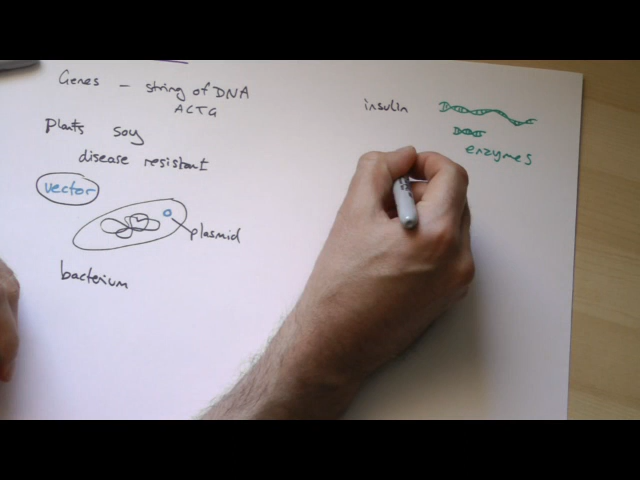 Genes - string of DNA
ACTG
Plants soy
disease resistant
vector
plasmid
bacterium
insulin
enzymes